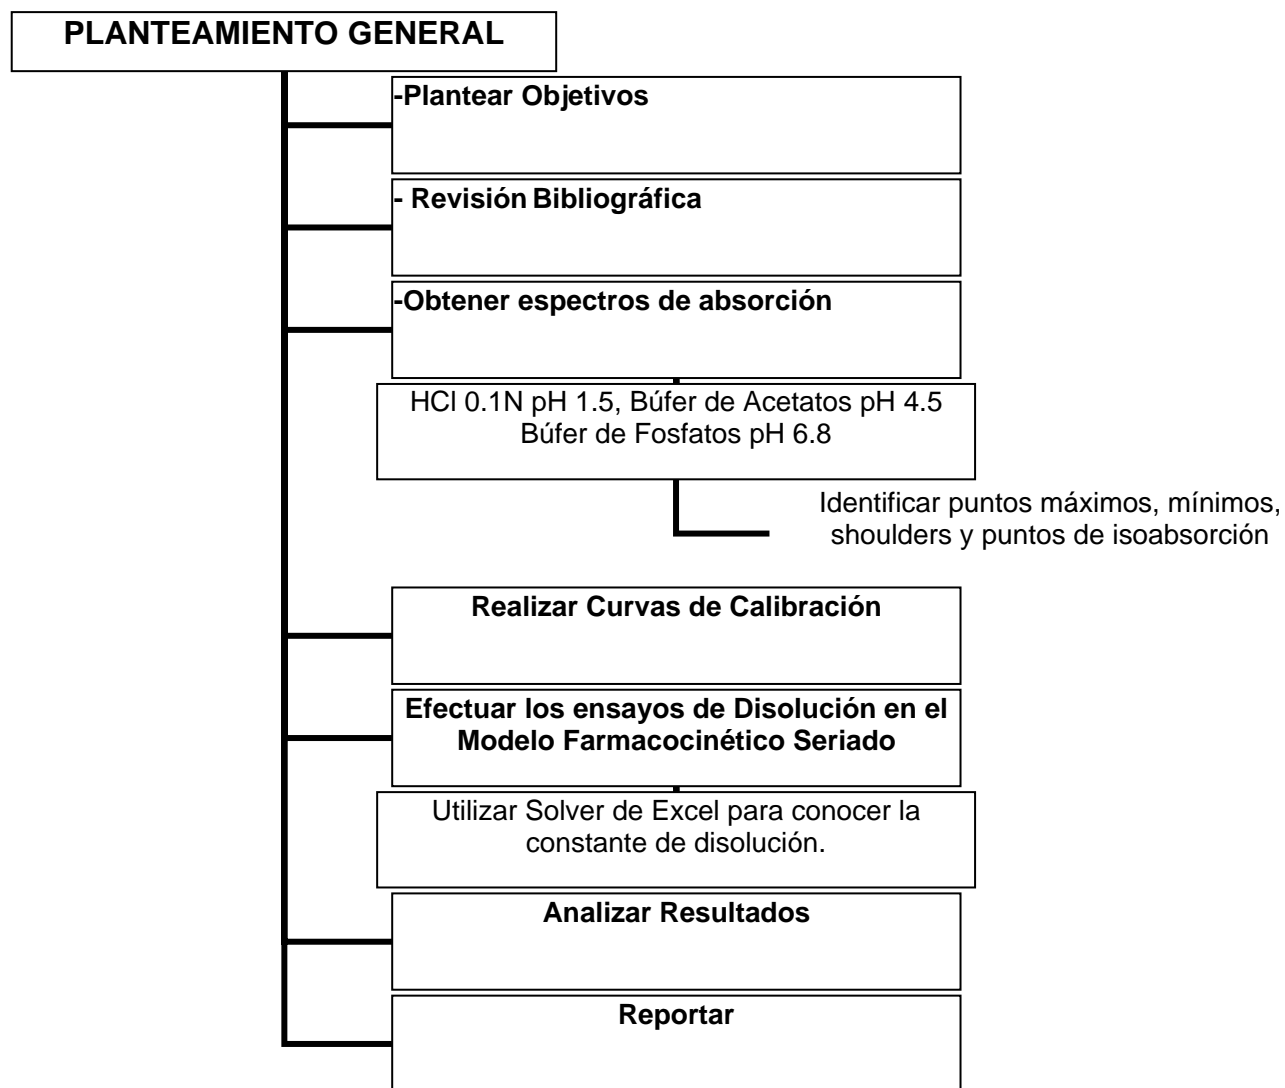 PLANTEAMIENTO GENERAL
-Plantear Objetivos
- Revisión Bibliográfica
-Obtener espectros de absorción
HCl 0.1N pH 1.5, Búfer de Acetatos pH 4.5
Búfer de Fosfatos pH 6.8
Identificar puntos máximos, mínimos,
shoulders y puntos de isoabsorción
Realizar Curvas de Calibración
Efectuar los ensayos de Disolución en el
Modelo Farmacocinético Seriado
Utilizar Solver de Excel para conocer la
constante de disolución.
Analizar Resultados
Reportar